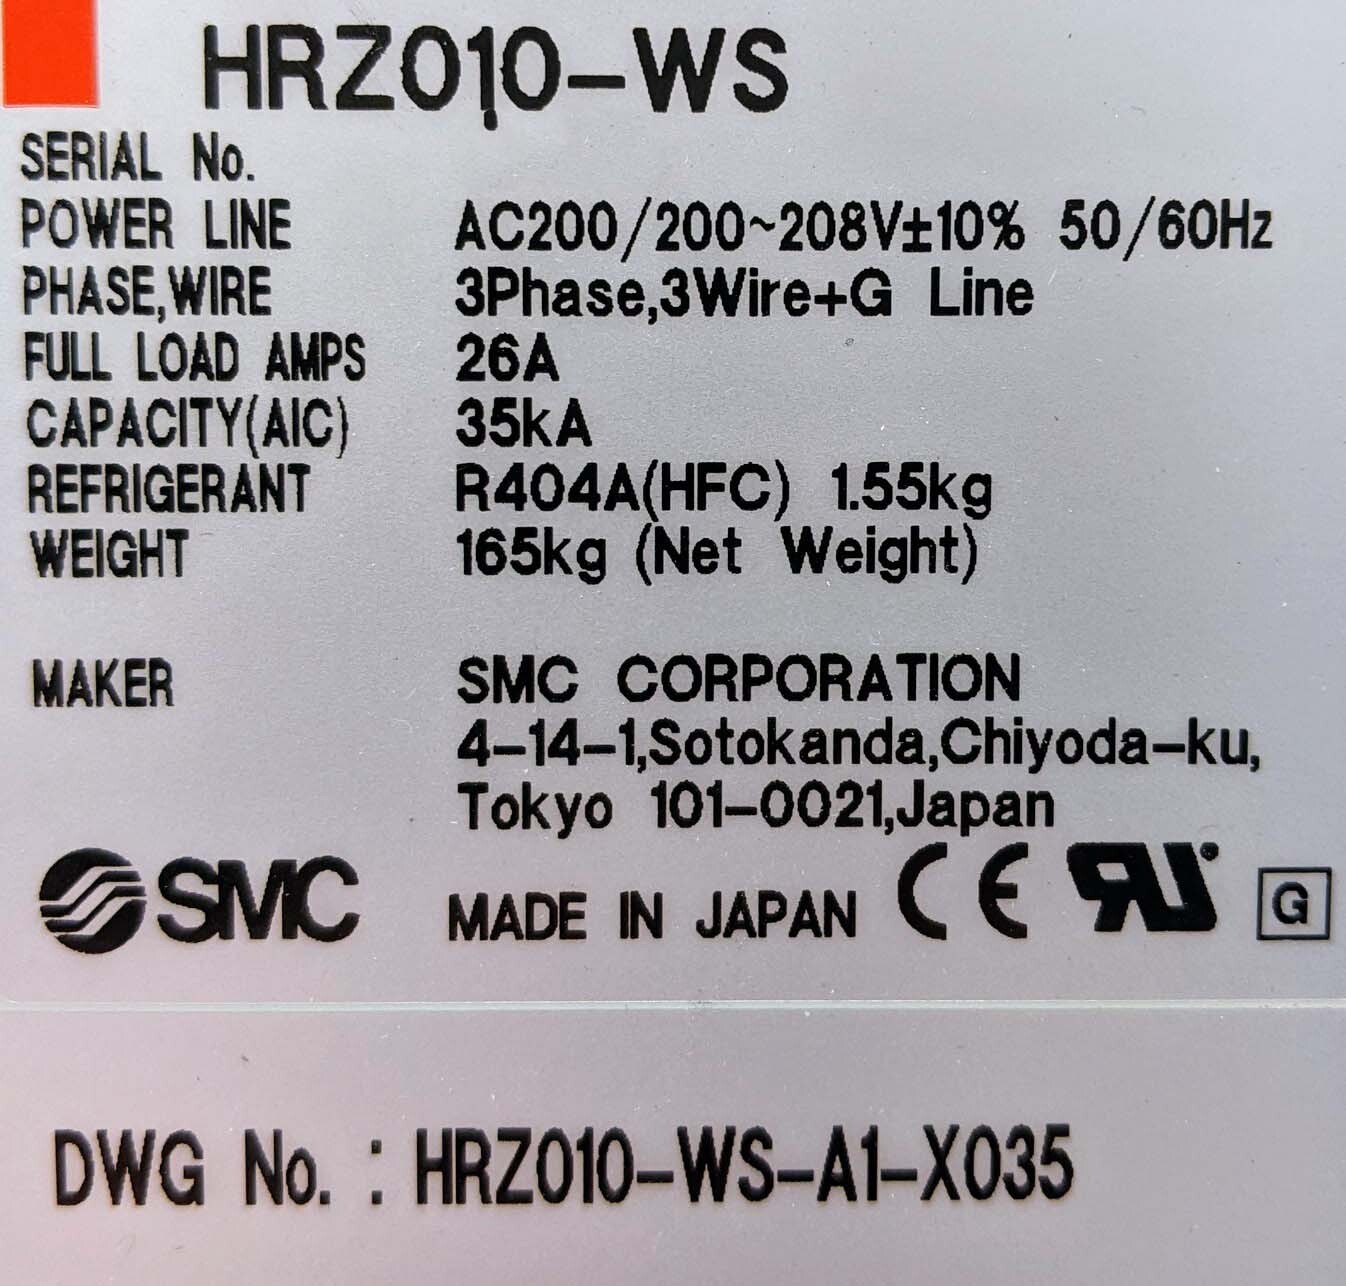 HRZ010-WS
SERIAL No.
POWER LINE AC200/200~208V±10% 50/60Hz
PHASE,WIRE 3Phase,3Wire+G Line
FULL LOAD AMPS 26A
CAPACITY(AIC) 35kA
REFRIGERANT R404A(HFC) 1.55kg
WEIGHT 165kg (Net Weight)
MAKER SMC CORPORATION
4-14-1,Sotokanda,Chiyoda-ku,
Tokyo 101-0021,Japan
SMC MADE IN JAPAN CE RU G
DWG No. : HRZ010-WS-A1-X035